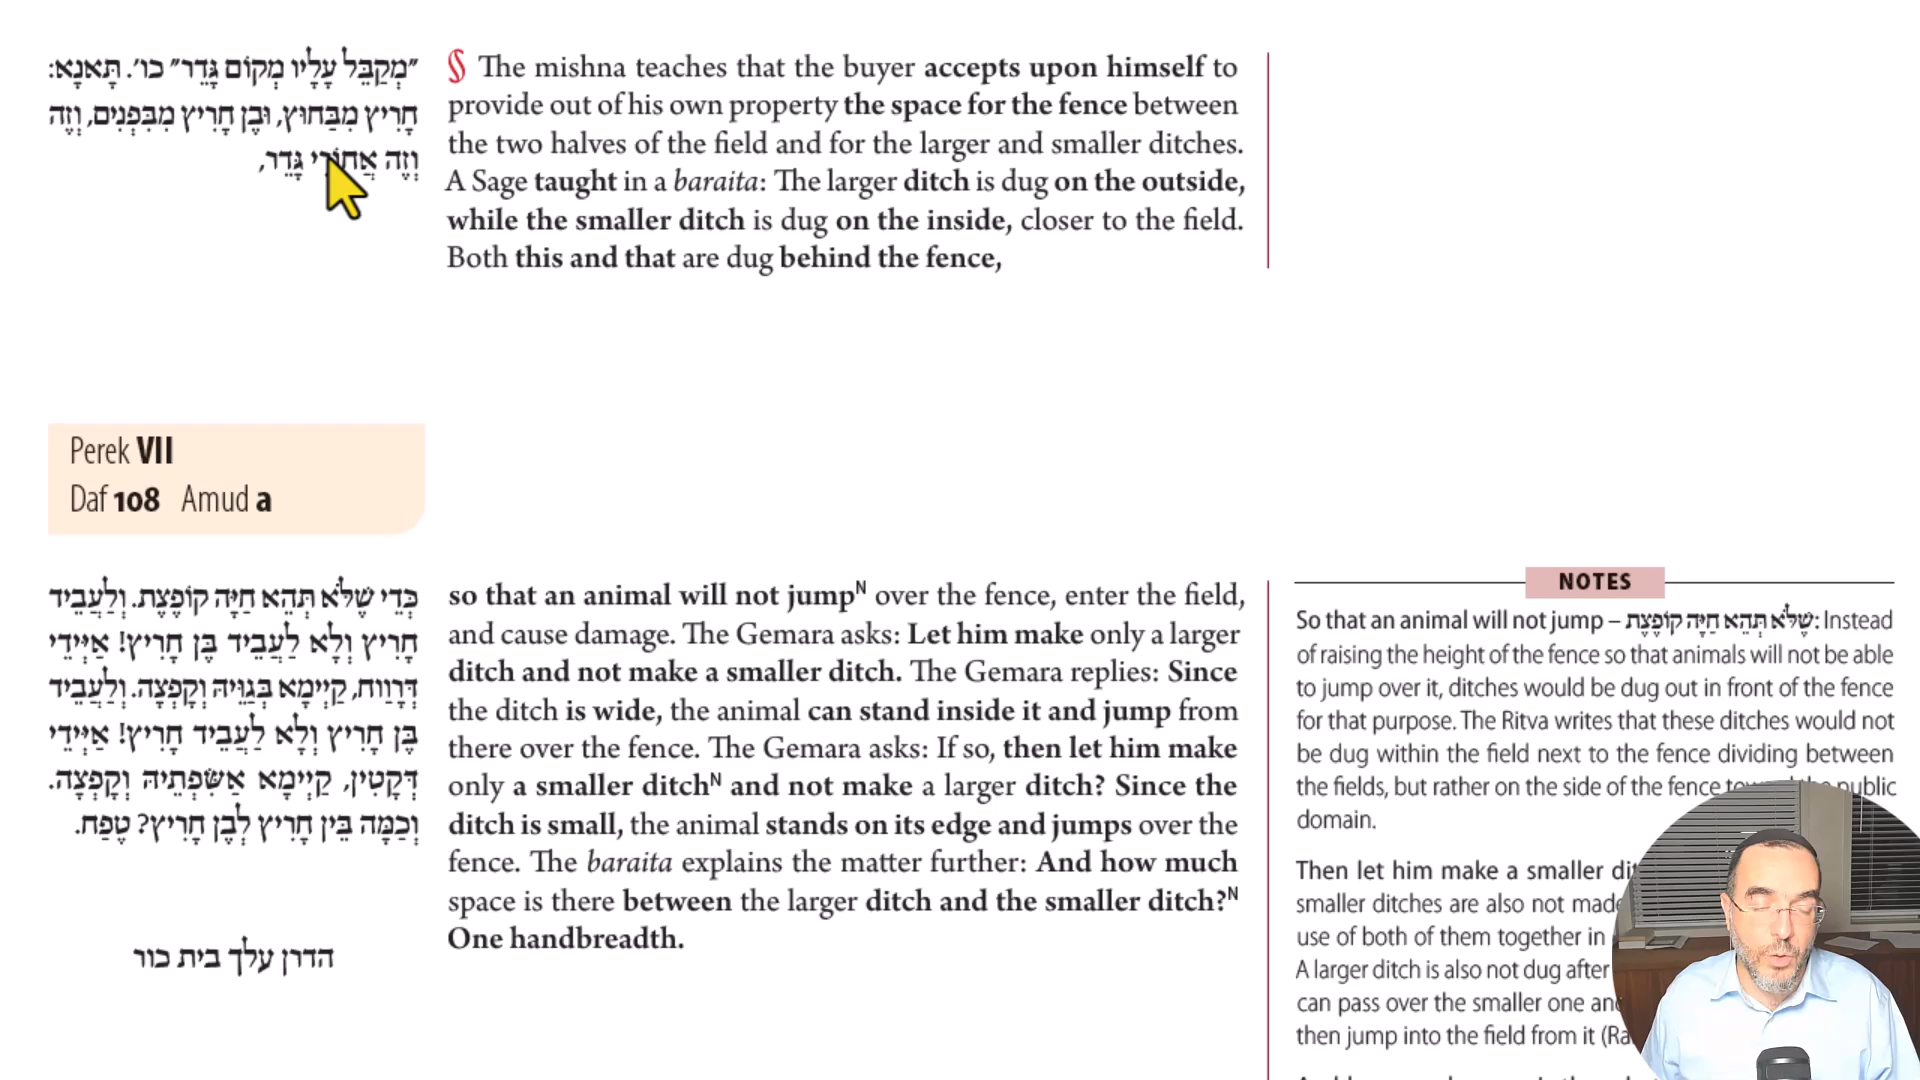 ״מְקַבֵּל עָלָיו מְקוֹם גָּדֵר״ כו׳. תָּאנָא:
חָרִיץ מִבַּחוּץ, וּבֶן חָרִיץ מִבִּפְנִים, וְזֶה
וְזֶה אֲחוֹרֵי גָּדֵר,
§ The mishna teaches that the buyer accepts upon himself to
provide out of his own property the space for the fence between
the two halves of the field and for the larger and smaller ditches.
A Sage taught in a baraita: The larger ditch is dug on the outside,
while the smaller ditch is dug on the inside, closer to the field.
Both this and that are dug behind the fence,
Perek VII
Daf 108 Amud a
כְּדֵי שֶׁלֹּא תְּהֵא חַיָּה קוֹפֶצֶת. וְלַעֲבֵיד
חָרִיץ וְלָא לַעֲבֵיד בֶּן חָרִיץ! אַיְּידֵי
דְּרָוַוח, קָיְימָא בְּגַוֵּיהּ וְקָפְצָה. וְלַעֲבֵיד
בֶּן חָרִיץ וְלָא לַעֲבֵיד חָרִיץ! אַיְּידֵי
דְּקָטִין, קָיְימָא אַשִּׂפְתֵיהּ וְקָפְצָה.
וְכַמָּה בֵּין חָרִיץ לְבֶן חָרִיץ? טֶפַח.
הדרן עלך בית כור
so that an animal will not jumpᴺ over the fence, enter the field,
and cause damage. The Gemara asks: Let him make only a larger
ditch and not make a smaller ditch. The Gemara replies: Since
the ditch is wide, the animal can stand inside it and jump from
there over the fence. The Gemara asks: If so, then let him make
only a smaller ditchᴺ and not make a larger ditch? Since the
ditch is small, the animal stands on its edge and jumps over the
fence. The baraita explains the matter further: And how much
space is there between the larger ditch and the smaller ditch?ᴺ
One handbreadth.
NOTES
So that an animal will not jump – שֶׁלֹּא תְּהֵא חַיָּה קוֹפֶצֶת: Instead
of raising the height of the fence so that animals will not be able
to jump over it, ditches would be dug out in front of the fence
for that purpose. The Ritva writes that these ditches would not
be dug within the field next to the fence dividing between
the fields, but rather on the side of the fence public
domain.
Then let him make a smaller
smaller ditches are also not made
use of both of them together in
A larger ditch is also not dug after
can pass over the smaller one
then jump into the field from it